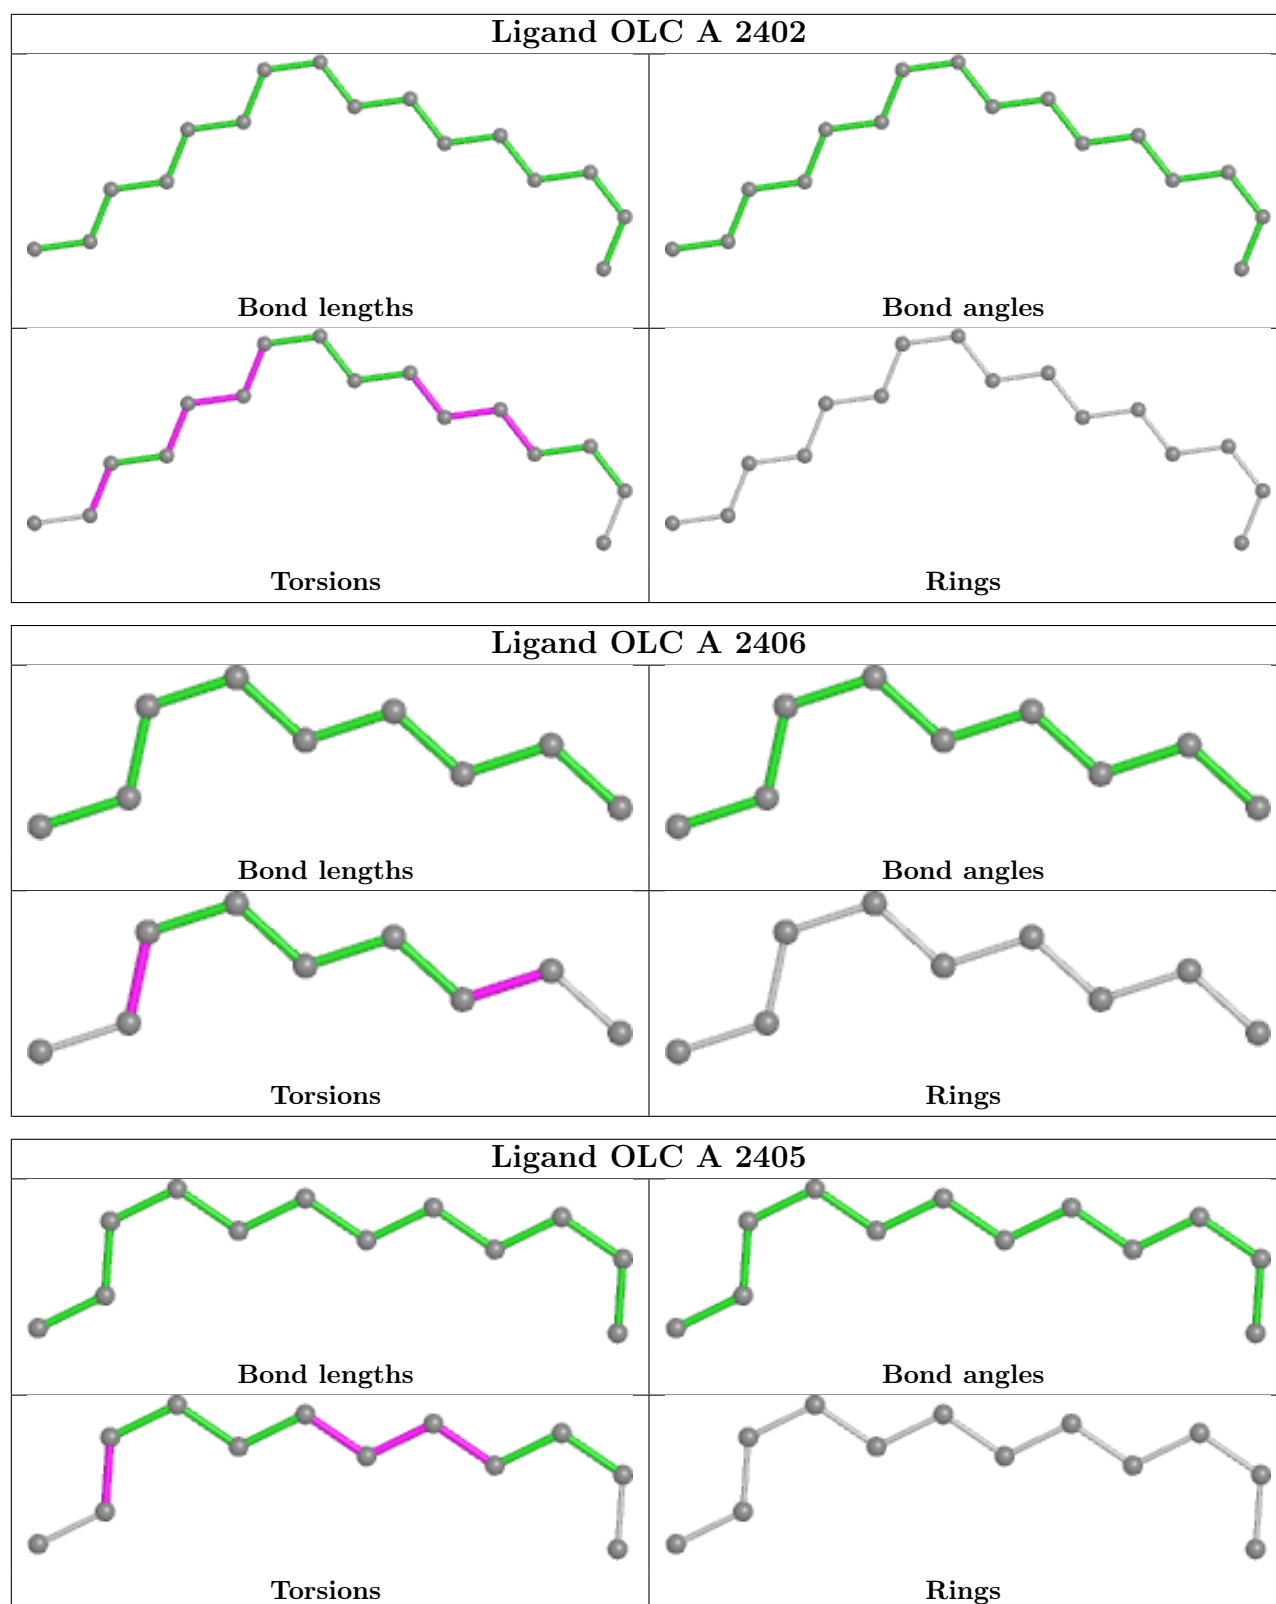 Ligand OLC A 2402
Bond lengths
Bond angles
Torsions
Rings
Ligand OLC A 2406
Bond lengths
Bond angles
Torsions
Rings
Ligand OLC A 2405
Bond lengths
Bond angles
Torsions
Rings